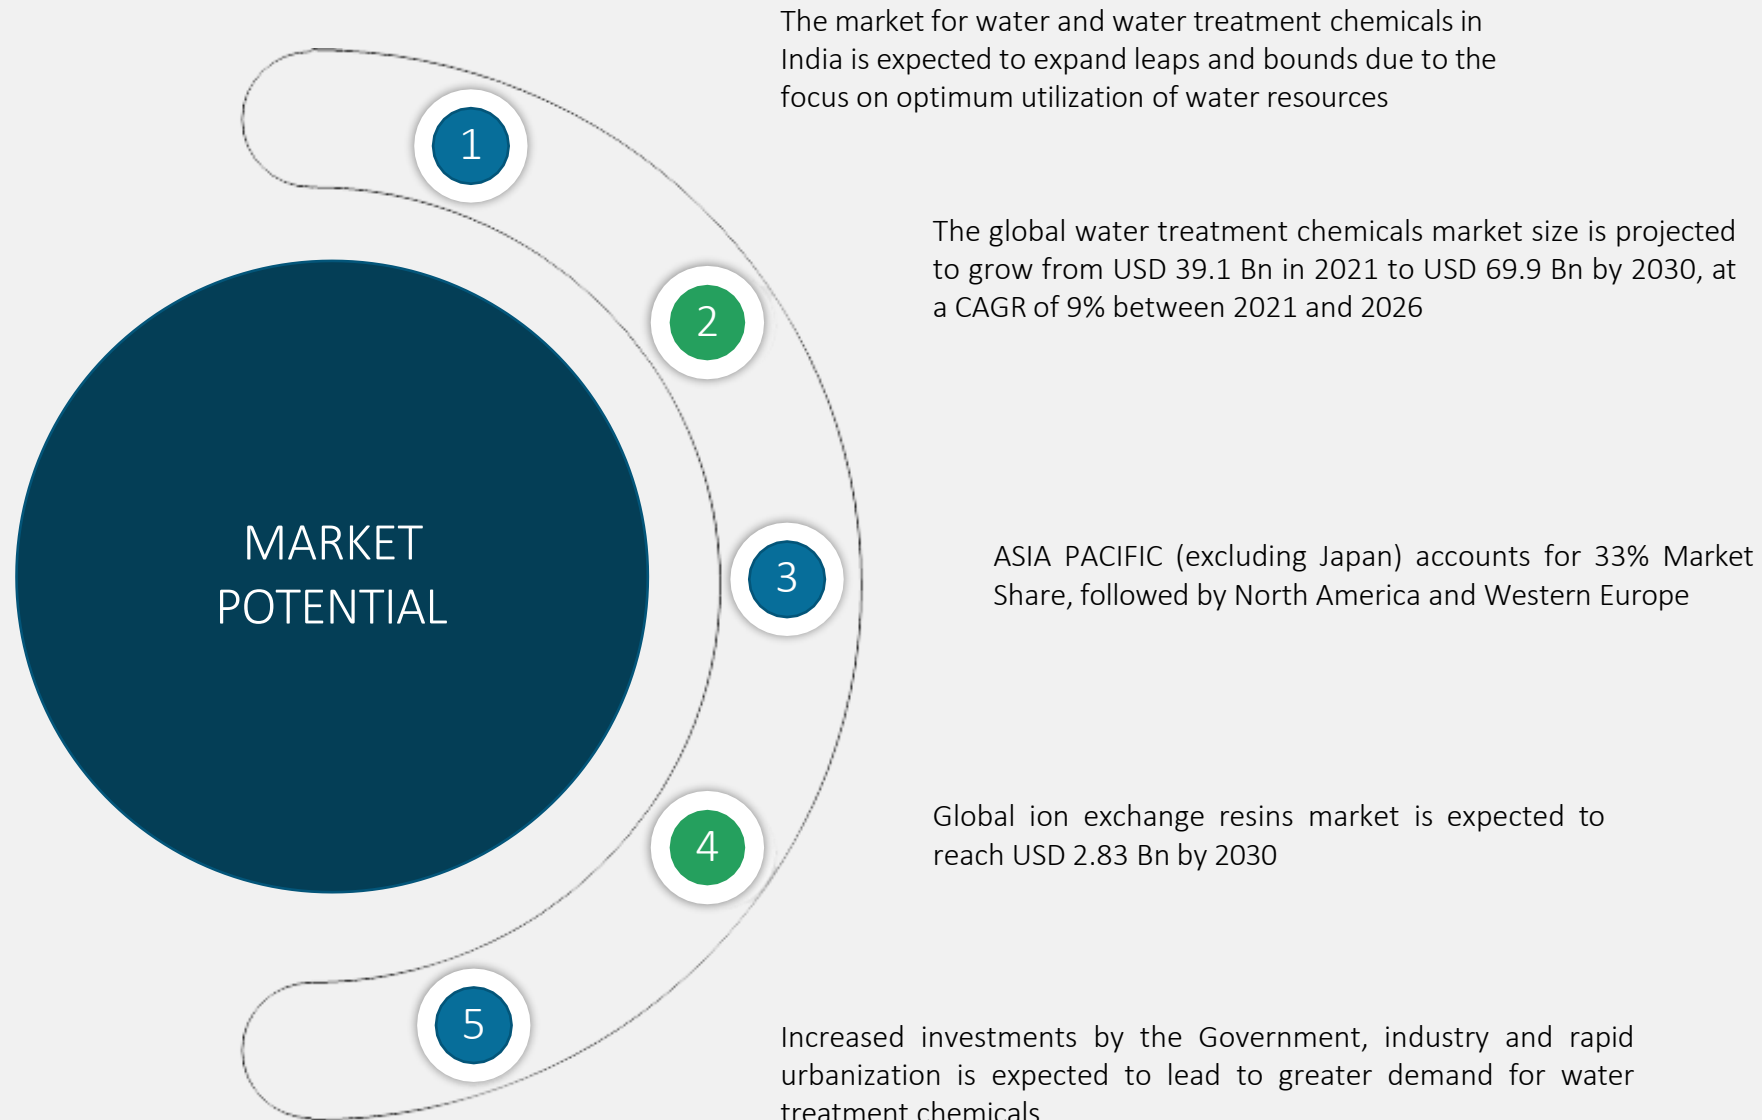 The market for water and water treatment chemicals in
India is expected to expand leaps and bounds due to the
focus on optimum utilization of water resources
1
The global water treatment chemicals market size is projected
to grow from USD 39.1 Bn in 2021 to USD 69.9 Bn by 2030, at
a CAGR of 9% between 2021 and 2026
2
MARKET
POTENTIAL
3
ASIA PACIFIC (excluding Japan) accounts for 33% Market
Share, followed by North America and Western Europe
4
Global ion exchange resins market is expected to
reach USD 2.83 Bn by 2030
5
Increased investments by the Government, industry and rapid
urbanization is expected to lead to greater demand for water
treatment chemicals